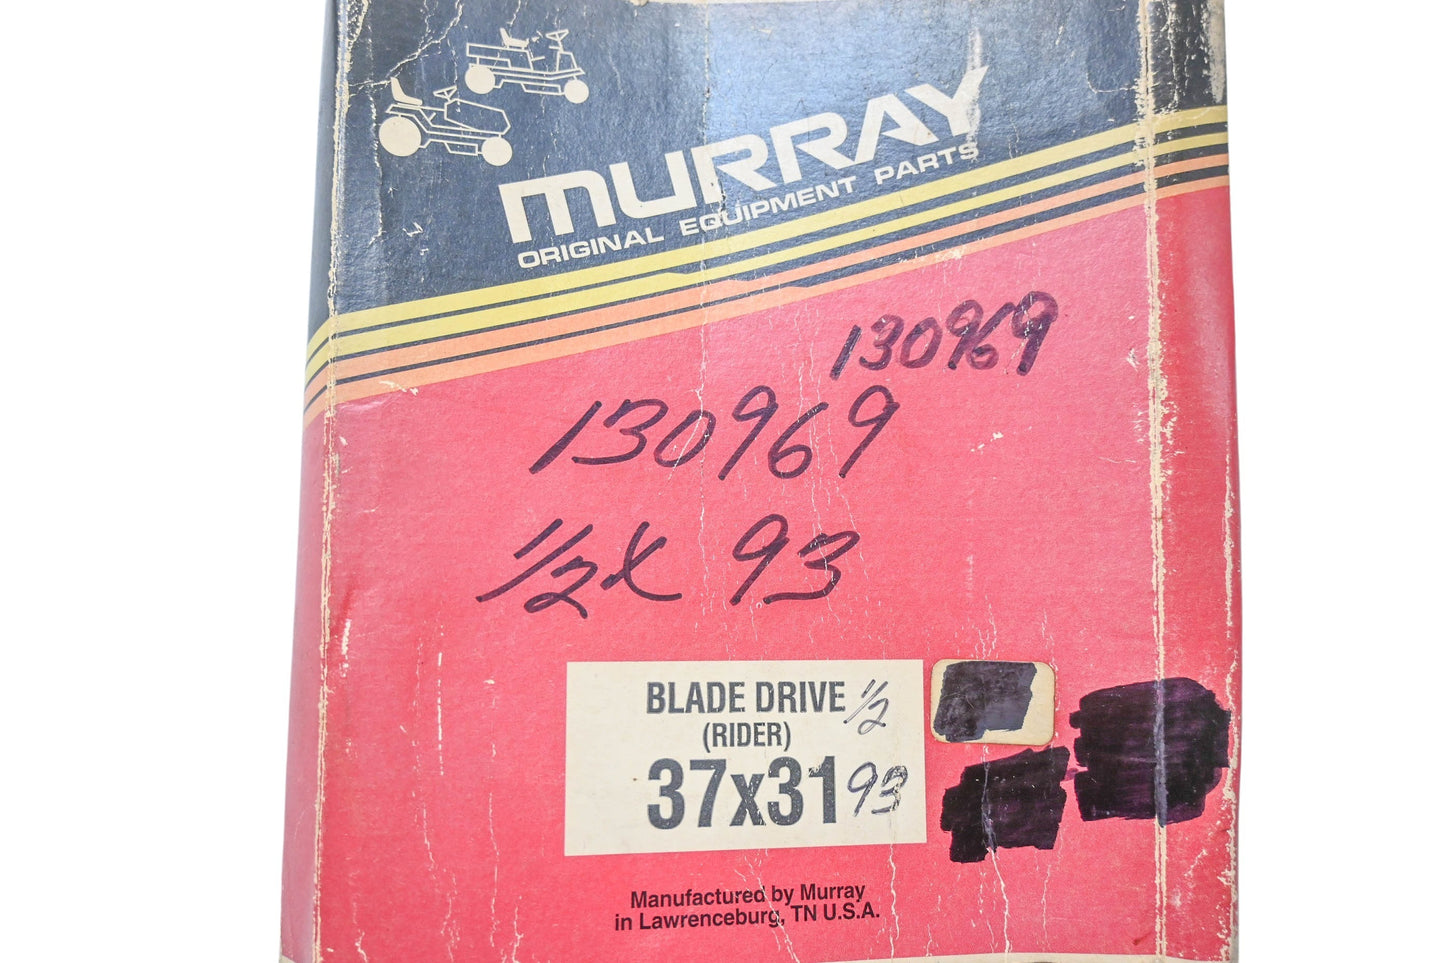 MURRAY
ORIGINAL EQUIPMENT PARTS
130969
130969
1/2 x 93
BLADE DRIVE 1/2
(RIDER)
37x31 93
Manufactured by Murray
in Lawrenceburg, TN U.S.A.